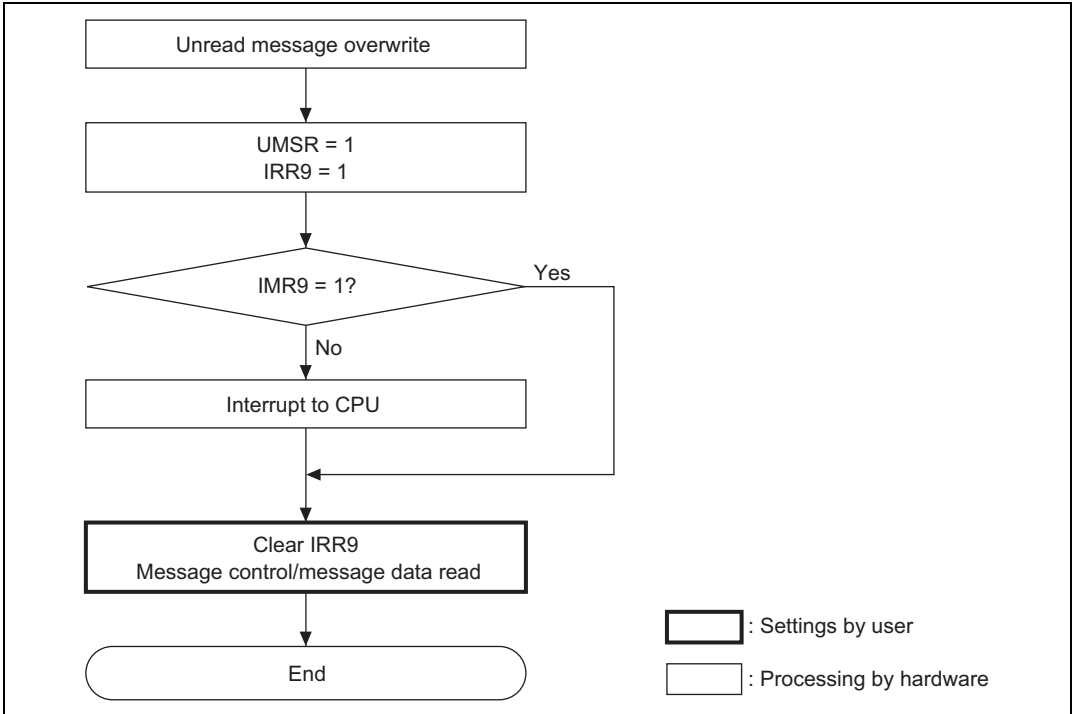 Unread message overwrite
UMSR = 1
IRR9 = 1
IMR9 = 1?
Yes
No
Interrupt to CPU
Clear IRR9
Message control/message data read
End
: Settings by user
: Processing by hardware